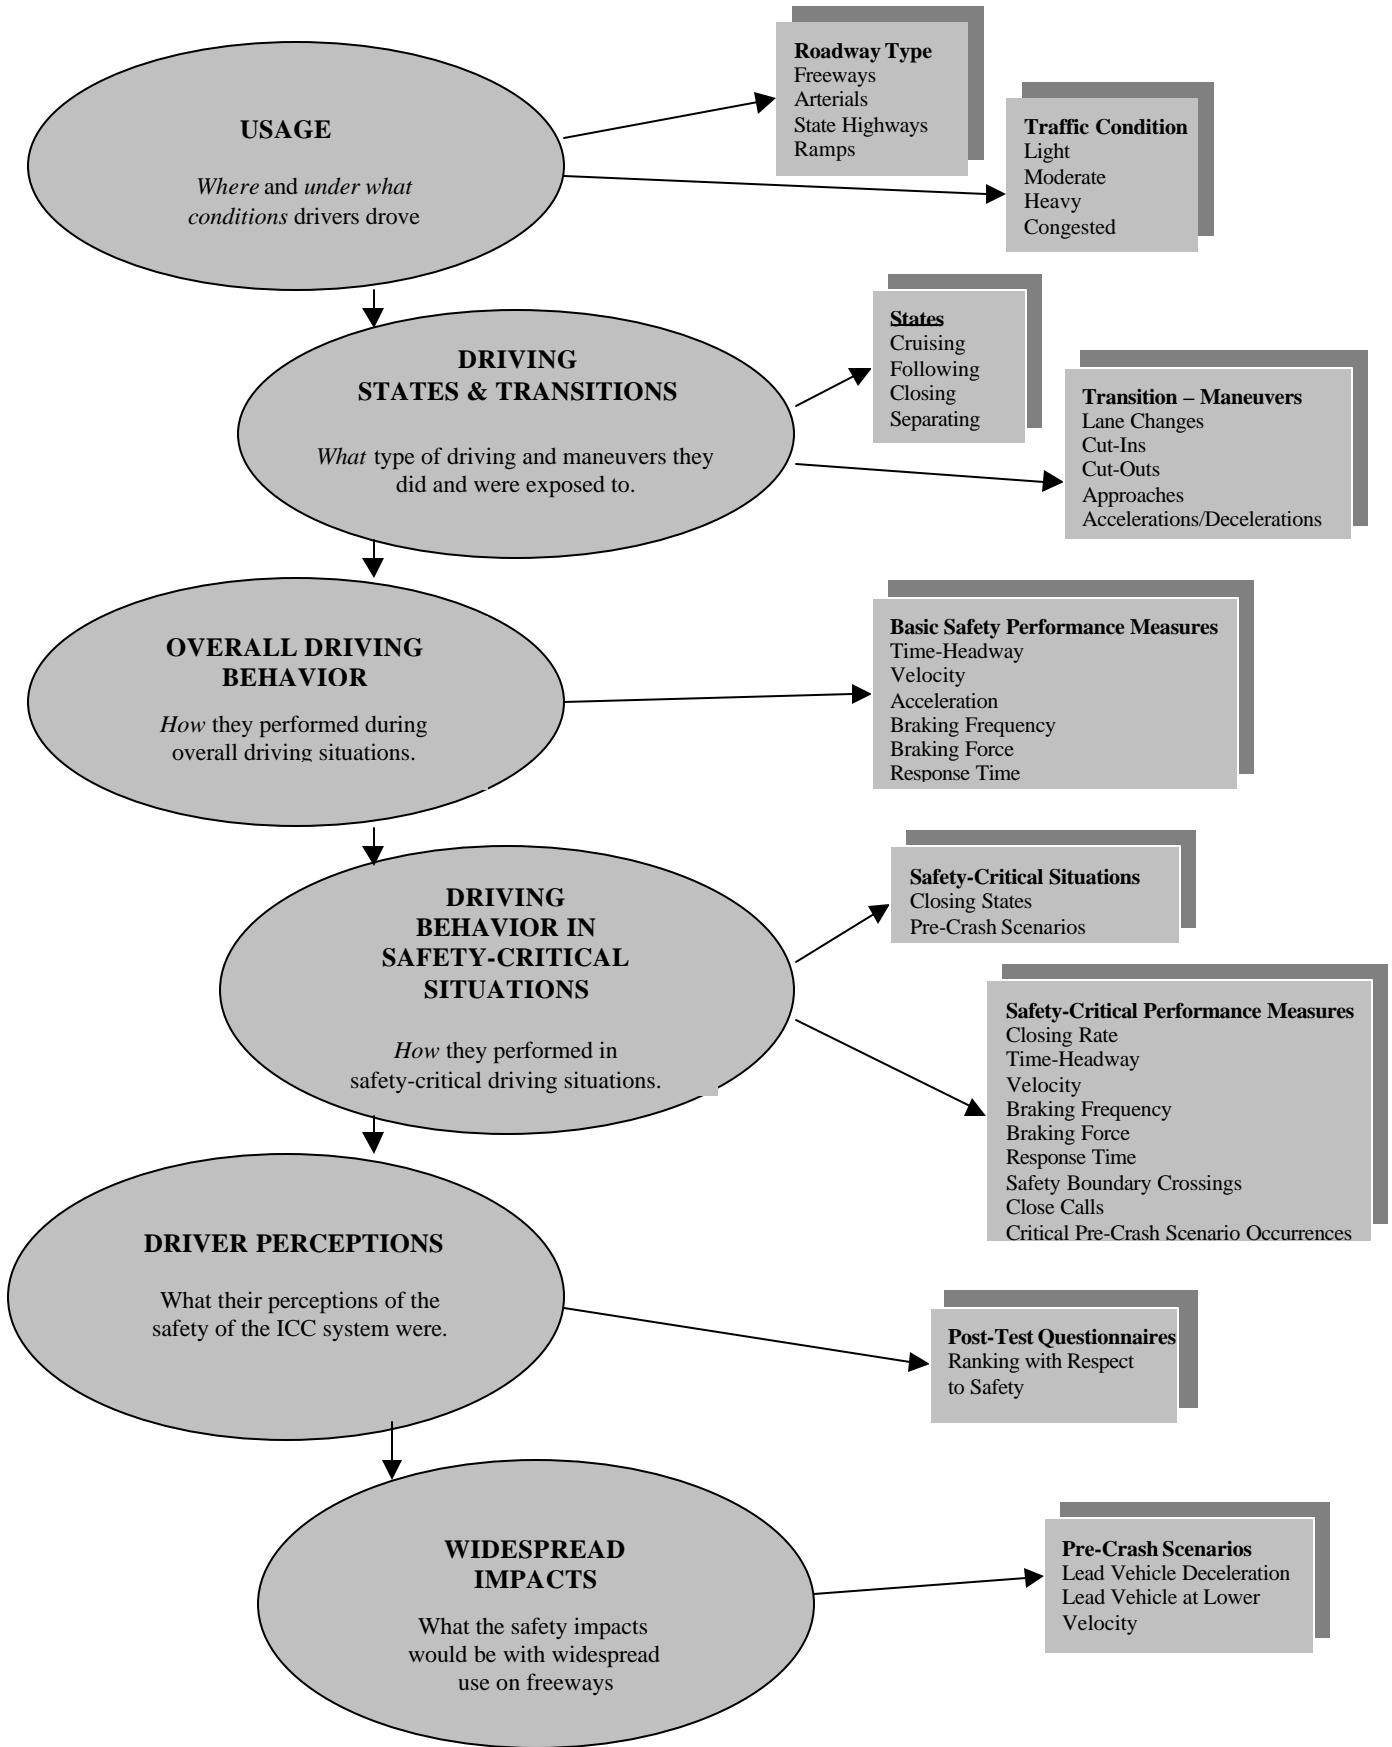 USAGE
Where and under what
conditions drivers drove
Roadway Type
Freeways
Arterials
State Highways
Ramps
Traffic Condition
Light
Moderate
Heavy
Congested
DRIVING
STATES & TRANSITIONS
What type of driving and maneuvers they
did and were exposed to.
States
Cruising
Following
Closing
Separating
Transition – Maneuvers
Lane Changes
Cut-Ins
Cut-Outs
Approaches
Accelerations/Decelerations
OVERALL DRIVING
BEHAVIOR
How they performed during
overall driving situations.
Basic Safety Performance Measures
Time-Headway
Velocity
Acceleration
Braking Frequency
Braking Force
Response Time
DRIVING
BEHAVIOR IN
SAFETY-CRITICAL
SITUATIONS
How they performed in
safety-critical driving situations.
Safety-Critical Situations
Closing States
Pre-Crash Scenarios
Safety-Critical Performance Measures
Closing Rate
Time-Headway
Velocity
Braking Frequency
Braking Force
Response Time
Safety Boundary Crossings
Close Calls
Critical Pre-Crash Scenario Occurrences
DRIVER PERCEPTIONS
What their perceptions of the
safety of the ICC system were.
Post-Test Questionnaires
Ranking with Respect
to Safety
WIDESPREAD
IMPACTS
What the safety impacts
would be with widespread
use on freeways
Pre-Crash Scenarios
Lead Vehicle Deceleration
Lead Vehicle at Lower
Velocity